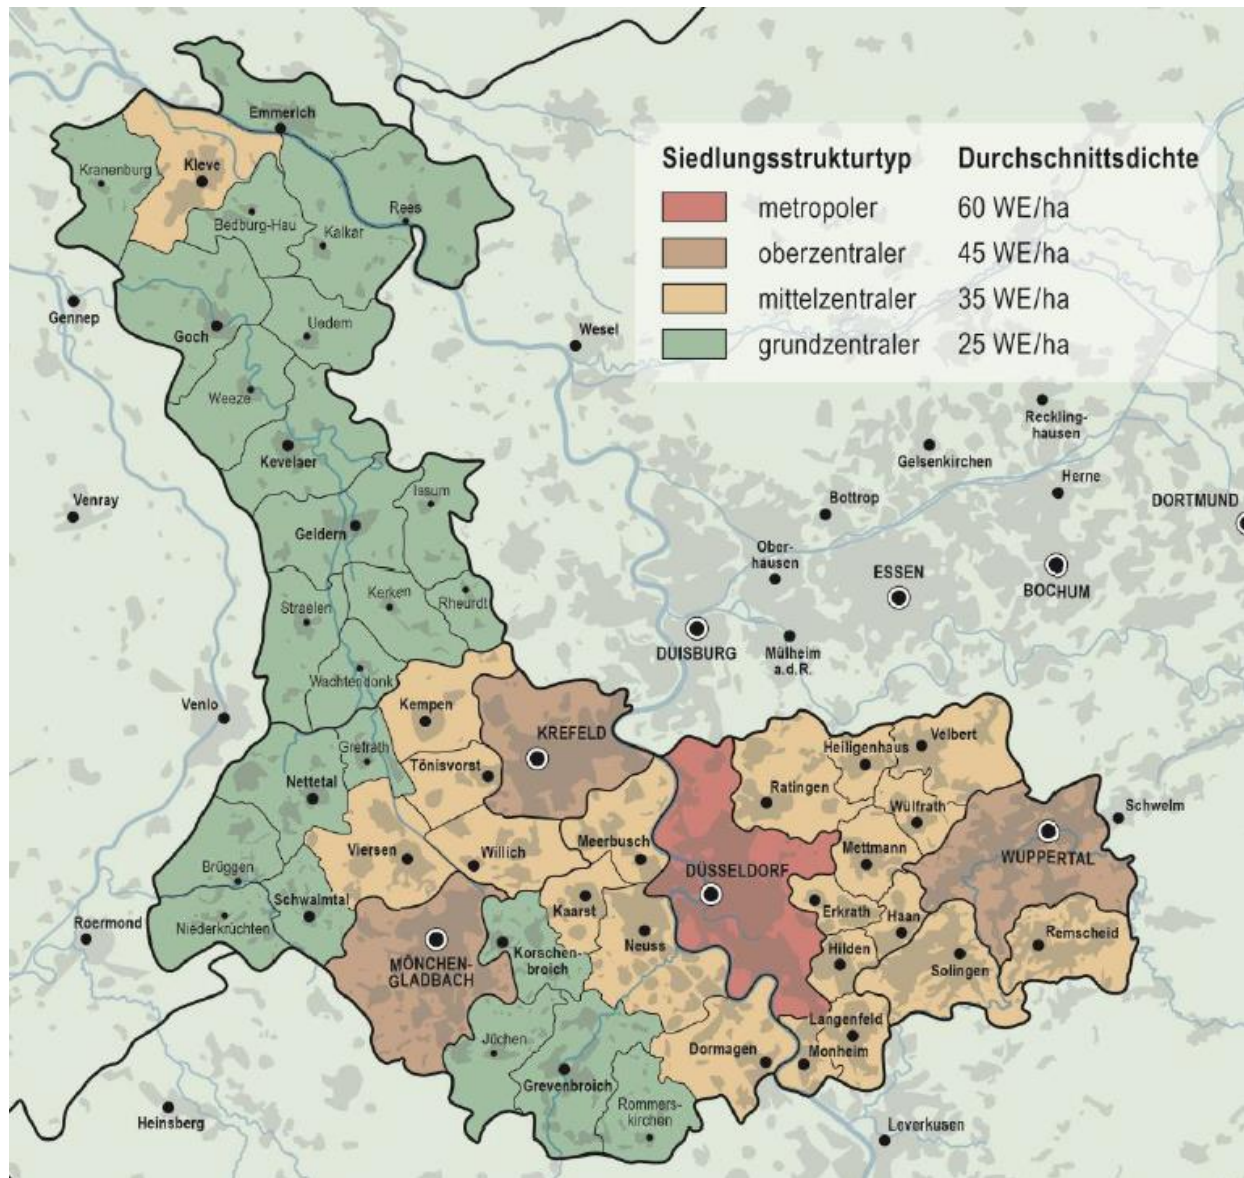 Emmerich
Kranenburg
Kleve
Bedburg-Hau
Kalkar
Rees
Siedlungsstrukturtyp Durchschnittsdichte
metropoler 60 WE/ha
oberzentraler 45 WE/ha
mittelzentraler 35 WE/ha
grundzentraler 25 WE/ha
Gennep
Goch
Uedem
Wesel
Weeze
Kevelaer
Reckling-
hausen
Gelsenkirchen
Herne
Venray
Geldern
Issum
Bottrop
DORTMUND
Ober-
hausen
ESSEN
BOCHUM
Straelen
Kerken
Rheurdt
DUISBURG
Mülheim
a.d.R.
Wachtendonk
Venlo
Kempen
KREFELD
Grefrath
Tönisvorst
Nettetal
Heiligenhaus
Velbert
Ratingen
Wülfrath
Schwelm
Viersen
Willich
Meerbusch
Mettmann
WUPPERTAL
Brüggen
Schwalmtal
Niederkrüchten
Kaarst
DÜSSELDORF
Erkrath
Haan
Roermond
MÖNCHEN-
GLADBACH
Korschen-
broich
Neuss
Hilden
Solingen
Remscheid
Jüchen
Grevenbroich
Dormagen
Langenfeld
Monheim
Rommers-
kirchen
Heinsberg
Leverkusen